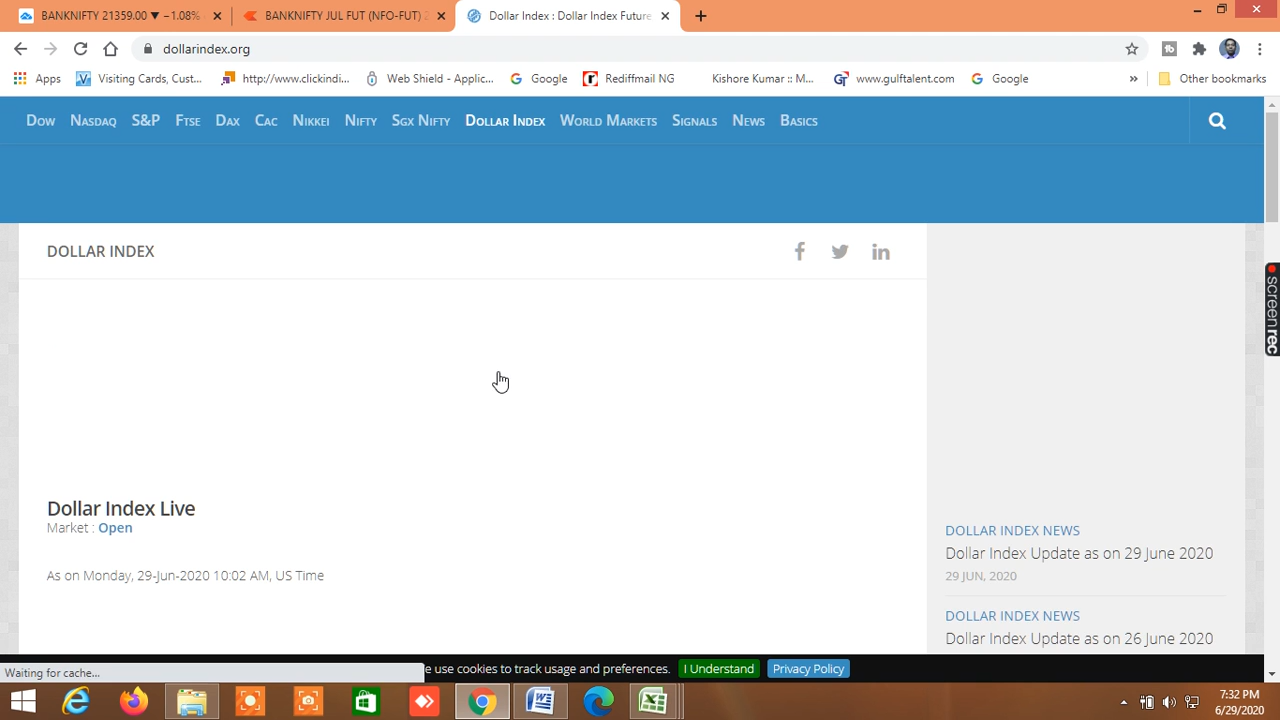 BANKNIFTY 21359.00 ▼ −1.08%
BANKNIFTY JUL FUT (NFO-FUT) 2
Dollar Index : Dollar Index Future
dollarindex.org
Apps
Visiting Cards, Cust...
http://www.clickindi...
Web Shield - Applic...
Google
Rediffmail NG
Kishore Kumar :: M...
www.gulftalent.com
Google
»
Other bookmarks
Dow Nasdaq S&P Ftse Dax Cac Nikkei Nifty Sgx Nifty Dollar Index World Markets Signals News Basics
DOLLAR INDEX
Dollar Index Live
Market : Open
As on Monday, 29-Jun-2020 10:02 AM, US Time
DOLLAR INDEX NEWS
Dollar Index Update as on 29 June 2020
29 JUN, 2020
DOLLAR INDEX NEWS
Dollar Index Update as on 26 June 2020
screenrec
Waiting for cache...
e use cookies to track usage and preferences. I Understand Privacy Policy
7:32 PM
6/29/2020